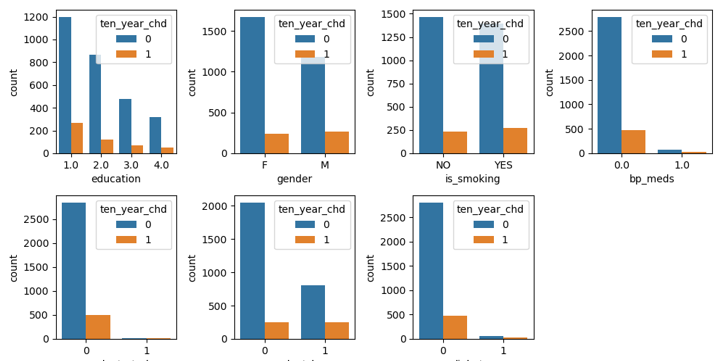 ten_year_chd
0
1
count
1200
1000
800
600
400
200
0
1.0 2.0 3.0 4.0
education
ten_year_chd
0
1
count
1500
1000
500
0
F M
gender
ten_year_chd
0
1
count
1500
1250
1000
750
500
250
0
NO YES
is_smoking
ten_year_chd
0
1
count
2500
2000
1500
1000
500
0
0.0 1.0
bp_meds
ten_year_chd
0
1
count
2500
2000
1500
1000
500
0
0 1
ten_year_chd
0
1
count
2000
1500
1000
500
0
0 1
ten_year_chd
0
1
count
2500
2000
1500
1000
500
0
0 1